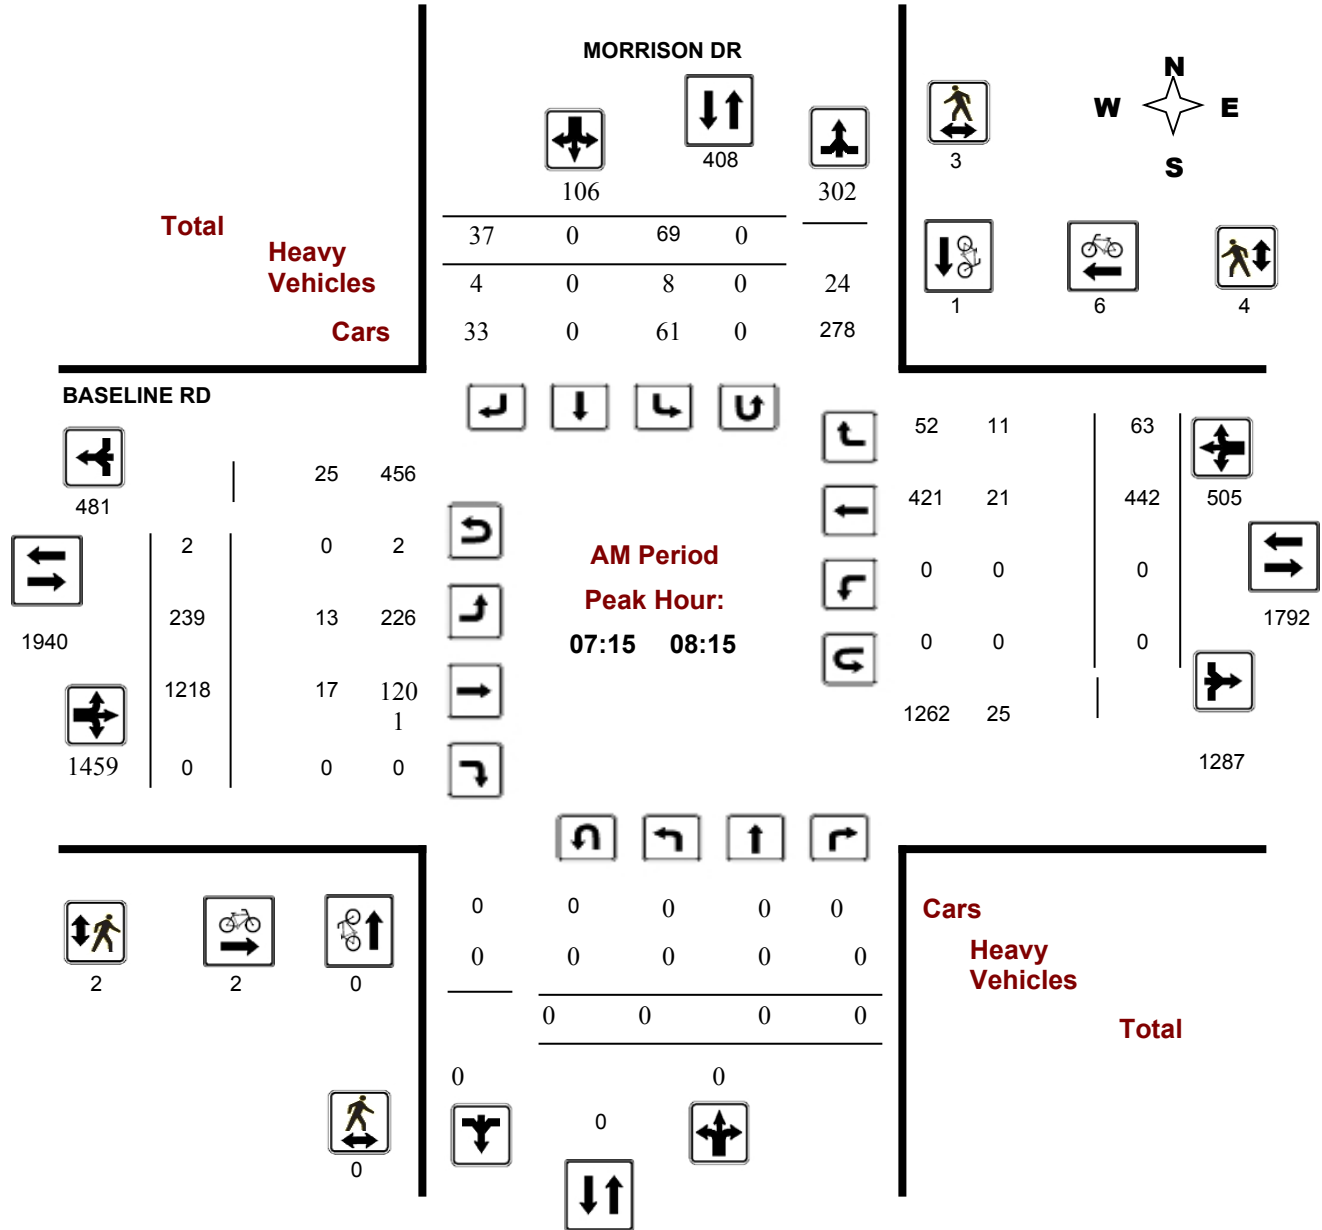 MORRISON DR
N
W E
S
408
3
106
302
Total
37 0 69 0
Heavy
Vehicles
4 0 8 0 24
1 6 4
Cars
33 0 61 0 278
BASELINE RD
52 11 63
25 456
481
421 21 442 505
2 0 2
AM Period
0 0 0
Peak Hour:
239 13 226
1792
1940
07:15 08:15
0 0 0
1218 17 120
1
1262 25
1459 0 0 0
1287
0 0 0 0 0
Cars
0 0 0 0 0
Heavy
Vehicles
2 2 0
0 0 0 0
Total
0 0
0
0